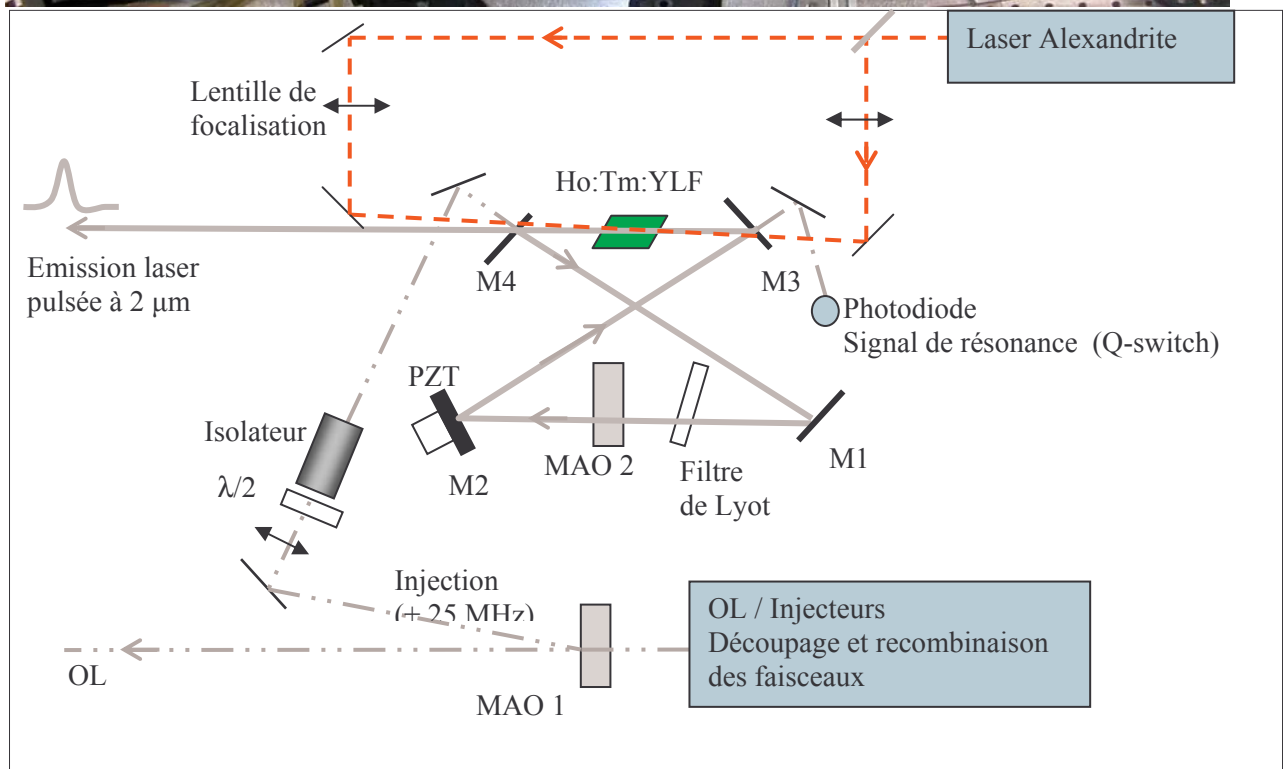 Laser Alexandrite
Lentille de
focalisation
Ho:Tm:YLF
Emission laser
pulsée à 2 μm
M4
M3
Photodiode
Signal de résonance (Q-switch)
PZT
Isolateur
λ/2
M2
MAO 2
Filtre
de Lyot
M1
Injection
(+ 25 MHz)
OL / Injecteurs
Découpage et recombinaison
des faisceaux
OL
MAO 1